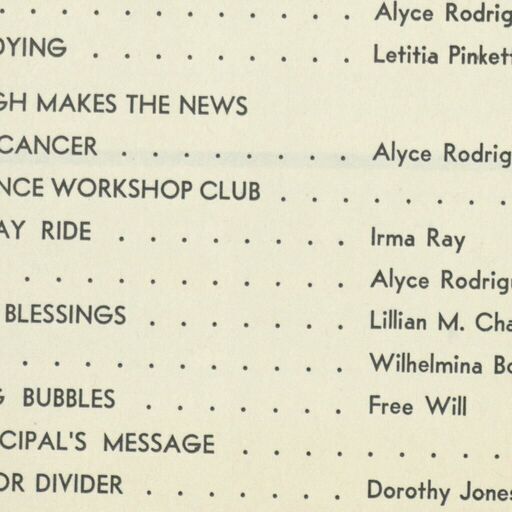 . . . . . . . . . . . . Alyce Rodrig
DYING . . . . . . . . . . Letitia Pinkett
GH MAKES THE NEWS
CANCER . . . . . . . . . Alyce Rodrig
NCE WORKSHOP CLUB . . . . . . . . .
AY RIDE . . . . . . . . . Irma Ray
. . . . . . . . . . . . Alyce Rodrigu
BLESSINGS . . . . . . . Lillian M. Cha
. . . . . . . . . . . . Wilhelmina Bo
G BUBBLES . . . . . . . Free Will
CIPAL'S MESSAGE . . . . . . . . . .
OR DIVIDER . . . . . . . Dorothy Jones